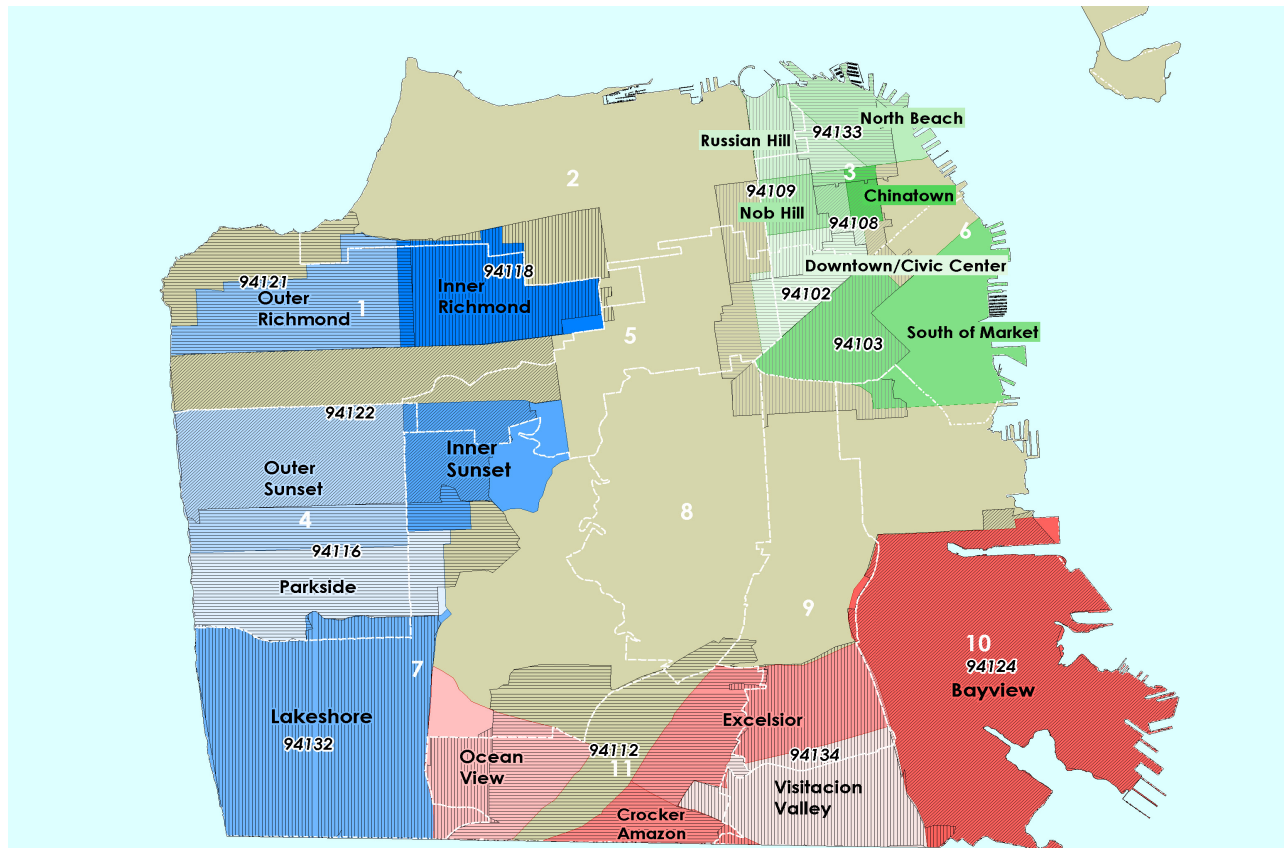 North Beach
94133
Russian Hill
3
2
94109
Chinatown
Nob Hill
94108
6
94118
Downtown/Civic Center
94121
Inner
Richmond
94102
Outer
Richmond
1
5
South of Market
94103
94122
Inner
Sunset
Outer
Sunset
4
8
94116
Parkside
9
10
94124
Bayview
7
Lakeshore
94132
Excelsior
94112
94134
Ocean
View
11
Visitacion
Valley
Crocker
Amazon